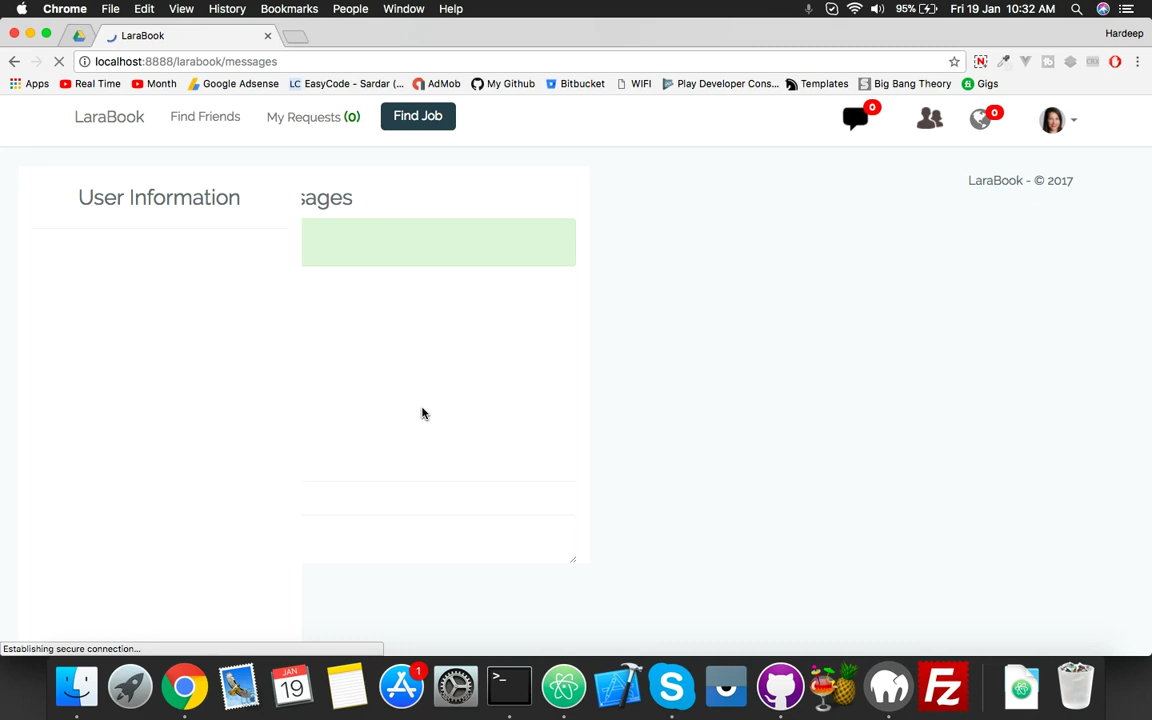 Chrome File Edit View History Bookmarks People Window Help 95% Fri 19 Jan 10:32 AM
LaraBook Hardeep
localhost:8888/larabook/messages
Apps Real Time Month Google Adsense LC EasyCode - Sardar (... AdMob My Github Bitbucket WIFI Play Developer Cons... Templates Big Bang Theory Gigs
LaraBook Find Friends My Requests (0) Find Job 0 0
User Information sages LaraBook - © 2017
Establishing secure connection...
JAN 19 1 >_ S Fz